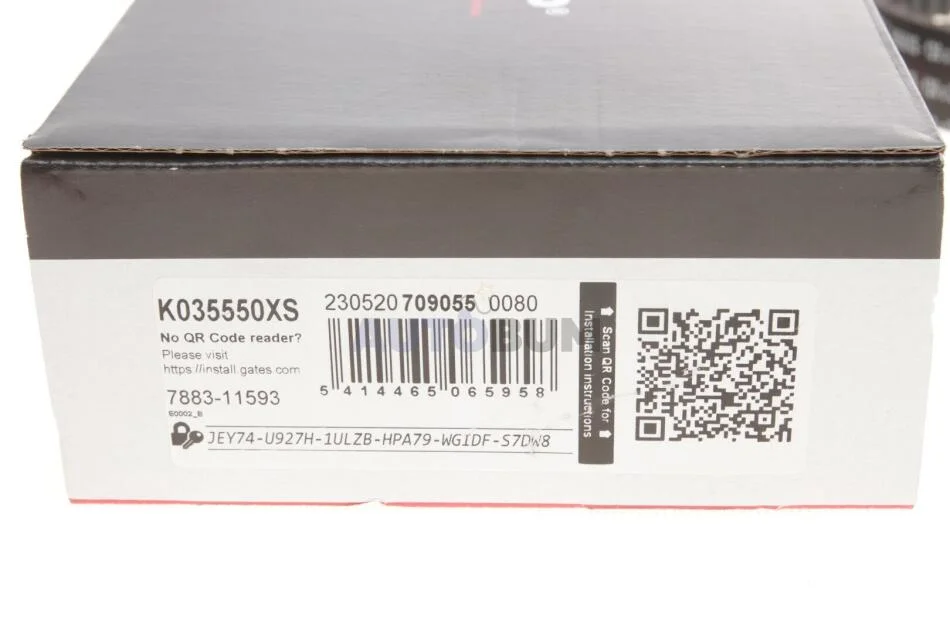 K035550XS
230520 709055 0080
No QR Code reader?
Please visit
https://install.gates.com
7883-11593
E0002_B
5 414465 065958
JEY74-U927H-1ULZB-HPA79-WGIDF-S7DW8
Scan QR Code for
Installation instructions
AUTOBUM